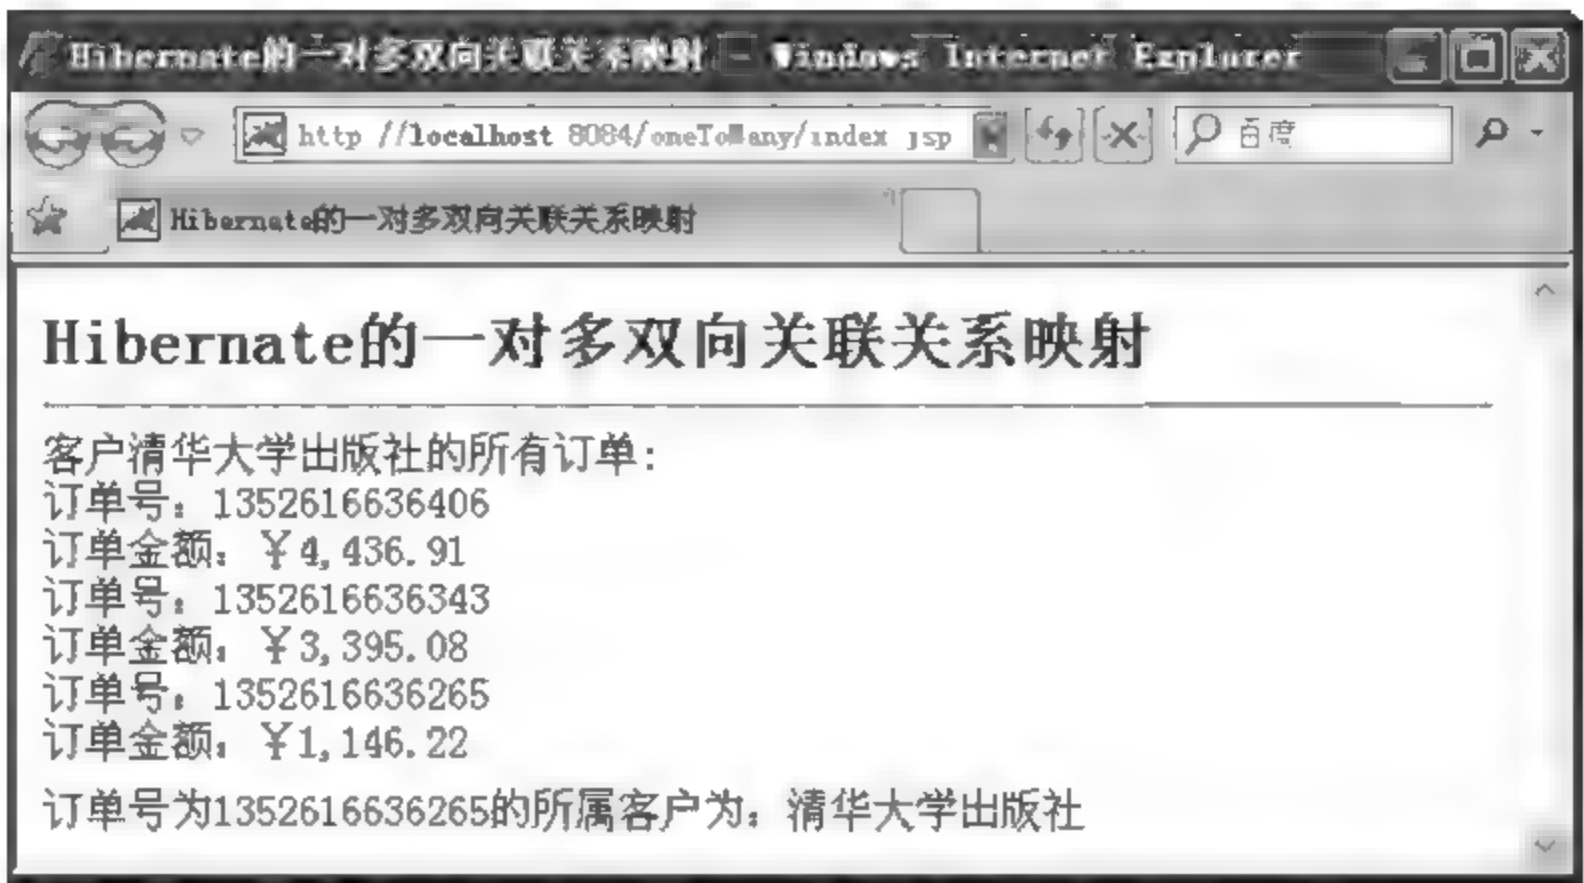 Hibernate的一对多双向关联关系映射 - Windows Internet Explorer
http //localhost 8084/oneToMany/index jsp
百度
Hibernate的一对多双向关联关系映射
Hibernate的一对多双向关联关系映射
客户清华大学出版社的所有订单:
订单号：1352616636406
订单金额：￥4,436.91
订单号：1352616636343
订单金额：￥3,395.08
订单号：1352616636265
订单金额：￥1,146.22
订单号为1352616636265的所属客户为：清华大学出版社